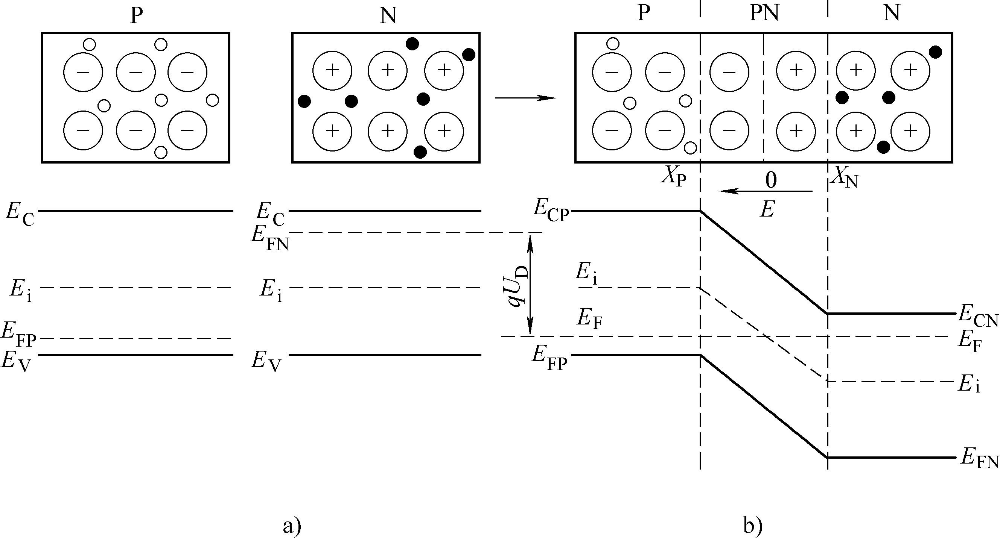 P N P PN N
− − − + + + − − − + + +
− − − + + + − − − + + +
X_P 0 X_N
E
E_C E_C E_CP
E_FN
qU_D
E_i E_i E_i
E_F E_CN
E_FP E_F
E_V E_V E_FP
E_i
E_FN
a) b)